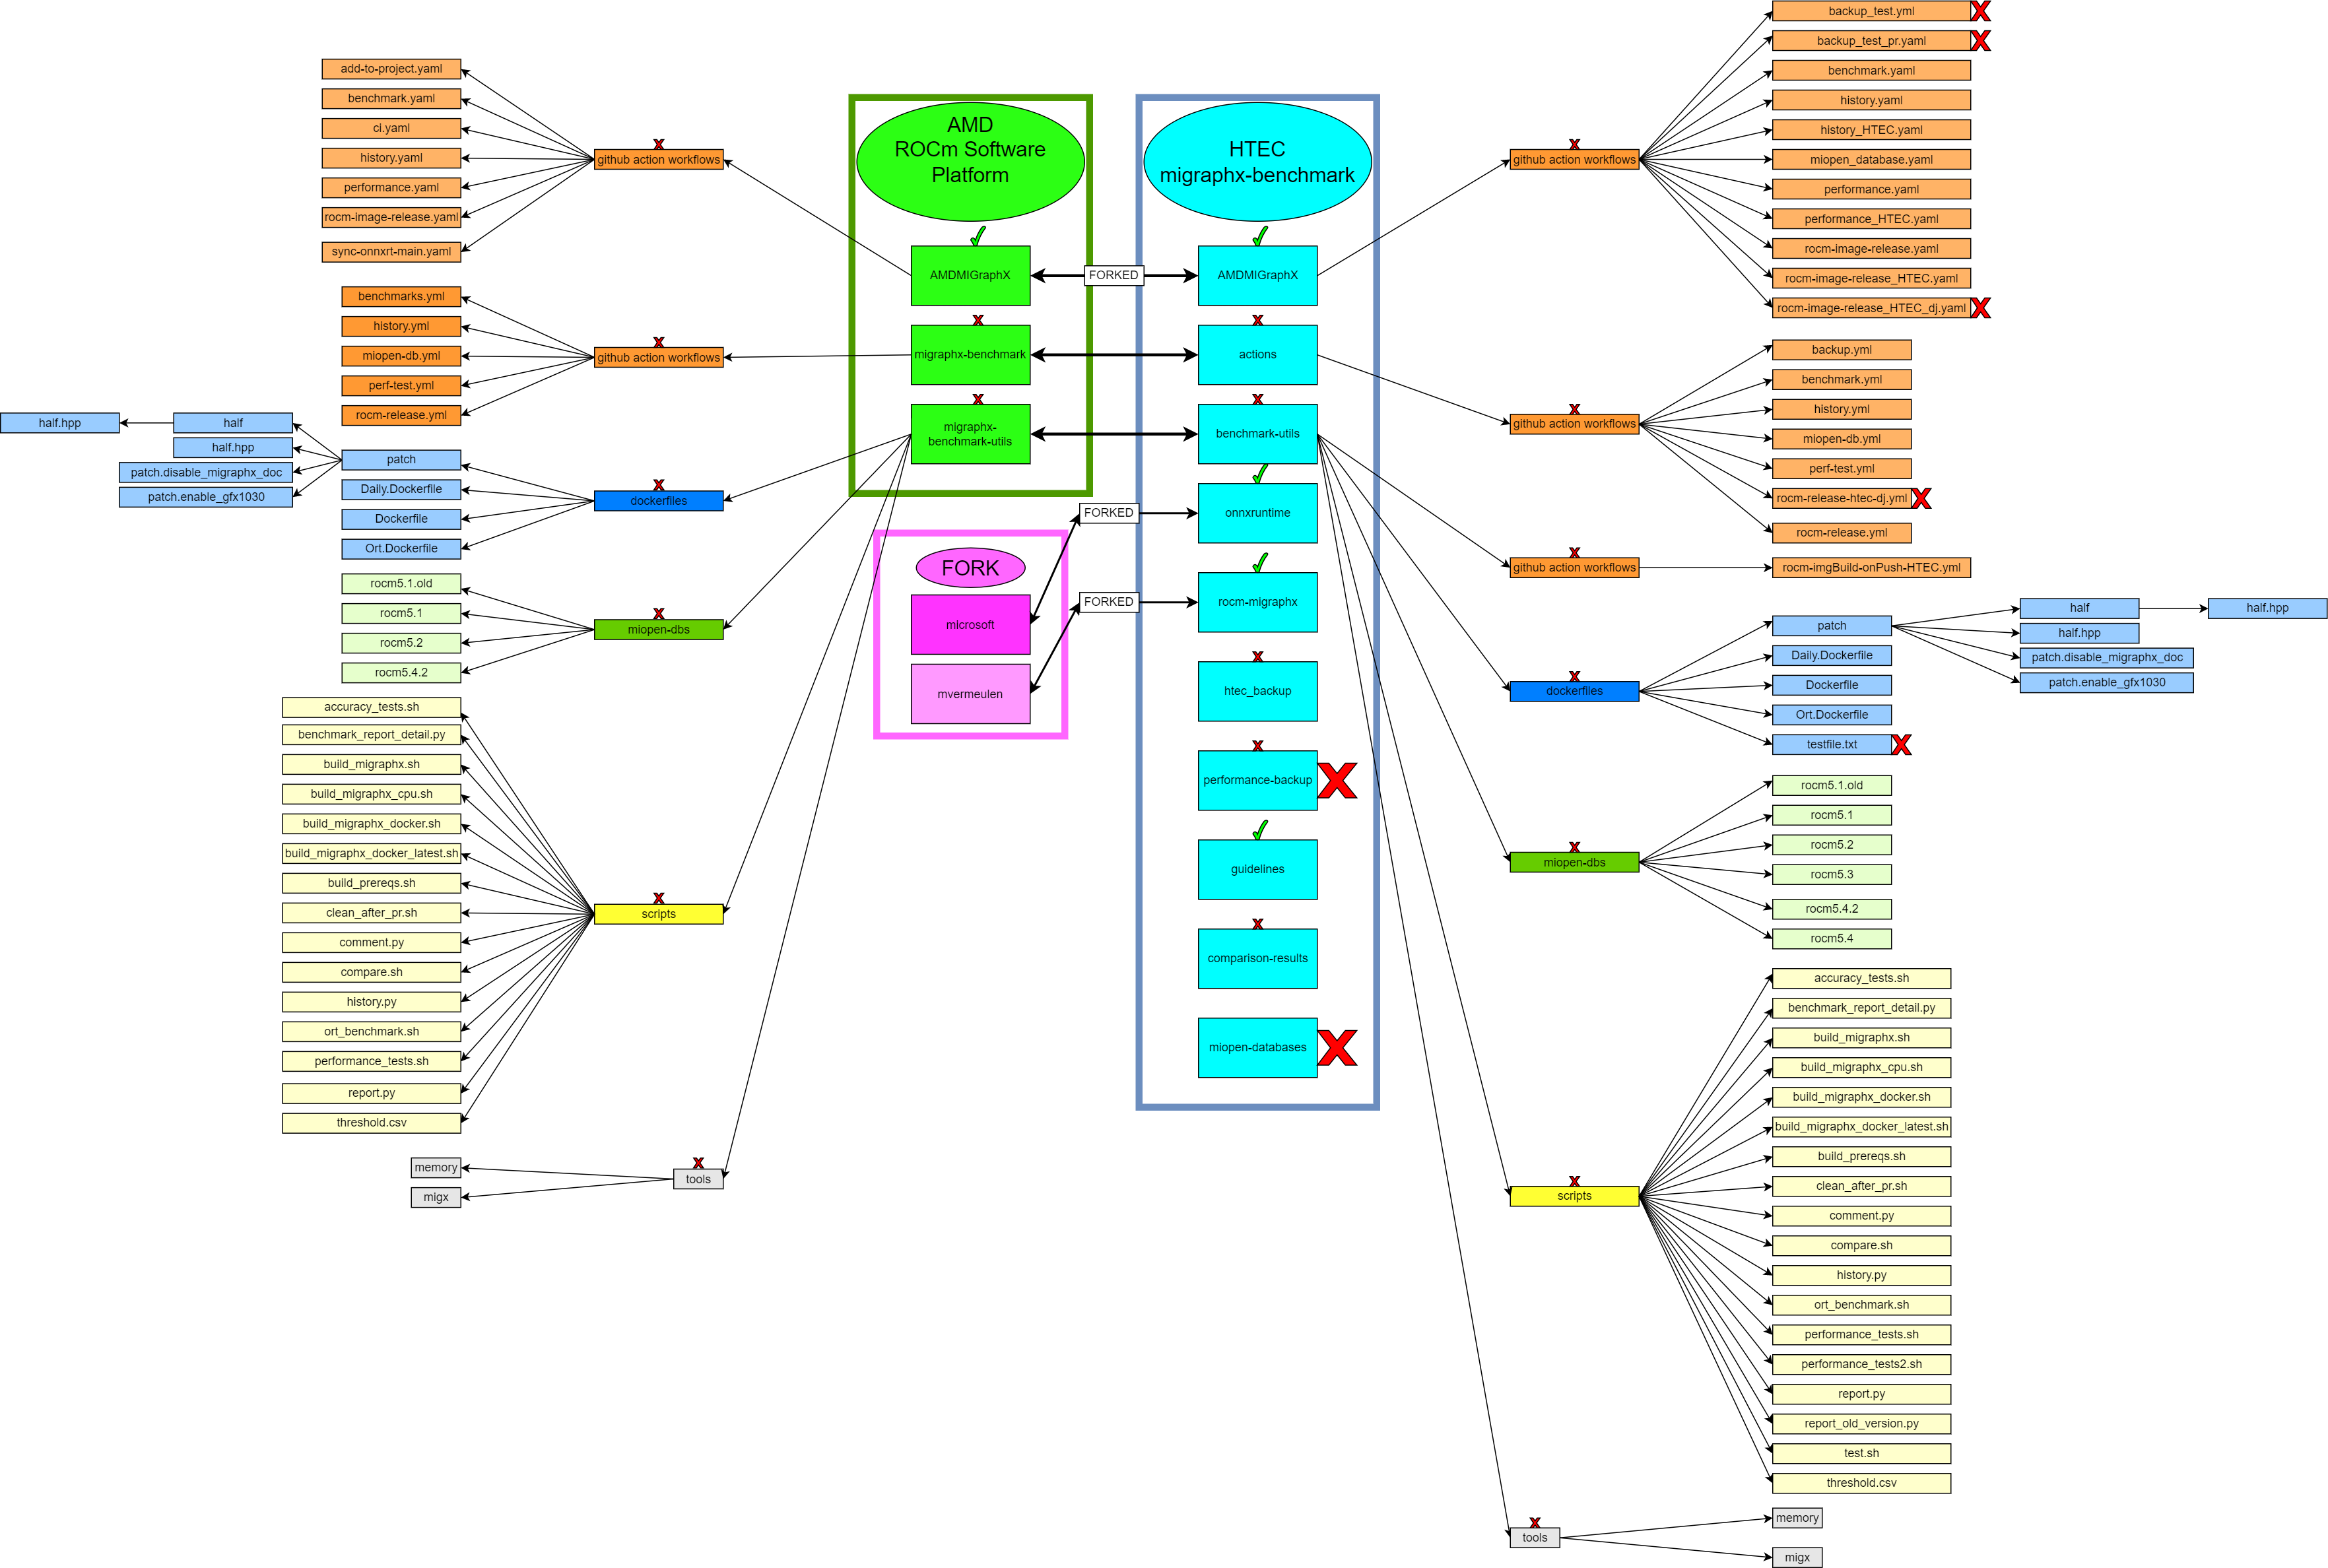 add-to-project.yaml
benchmark.yaml
ci.yaml
history.yaml
performance.yaml
rocm-image-release.yaml
sync-onnxrt-main.yaml
github action workflows
benchmarks.yml
history.yml
miopen-db.yml
perf-test.yml
rocm-release.yml
github action workflows
half.hpp
half
half.hpp
patch.disable_migraphx_doc
patch.enable_gfx1030
patch
Daily.Dockerfile
Dockerfile
Ort.Dockerfile
dockerfiles
rocm5.1.old
rocm5.1
rocm5.2
rocm5.4.2
miopen-dbs
accuracy_tests.sh
benchmark_report_detail.py
build_migraphx.sh
build_migraphx_cpu.sh
build_migraphx_docker.sh
build_migraphx_docker_latest.sh
build_prereqs.sh
clean_after_pr.sh
comment.py
compare.sh
history.py
ort_benchmark.sh
performance_tests.sh
report.py
threshold.csv
scripts
memory
migx
tools
AMD
ROCm Software
Platform
AMDMIGraphX
migraphx-benchmark
migraphx-
benchmark-utils
FORK
microsoft
mvermeulen
FORKED
FORKED
FORKED
HTEC
migraphx-benchmark
AMDMIGraphX
actions
benchmark-utils
onnxruntime
rocm-migraphx
htec_backup
performance-backup
guidelines
comparison-results
miopen-databases
github action workflows
backup_test.yml
backup_test_pr.yaml
benchmark.yaml
history.yaml
history_HTEC.yaml
miopen_database.yaml
performance.yaml
performance_HTEC.yaml
rocm-image-release.yaml
rocm-image-release_HTEC.yaml
rocm-image-release_HTEC_dj.yaml
github action workflows
backup.yml
benchmark.yml
history.yml
miopen-db.yml
perf-test.yml
rocm-release-htec-dj.yml
rocm-release.yml
github action workflows
rocm-imgBuild-onPush-HTEC.yml
dockerfiles
patch
Daily.Dockerfile
Dockerfile
Ort.Dockerfile
testfile.txt
half
half.hpp
half.hpp
patch.disable_migraphx_doc
patch.enable_gfx1030
miopen-dbs
rocm5.1.old
rocm5.1
rocm5.2
rocm5.3
rocm5.4.2
rocm5.4
scripts
accuracy_tests.sh
benchmark_report_detail.py
build_migraphx.sh
build_migraphx_cpu.sh
build_migraphx_docker.sh
build_migraphx_docker_latest.sh
build_prereqs.sh
clean_after_pr.sh
comment.py
compare.sh
history.py
ort_benchmark.sh
performance_tests.sh
performance_tests2.sh
report.py
report_old_version.py
test.sh
threshold.csv
tools
memory
migx